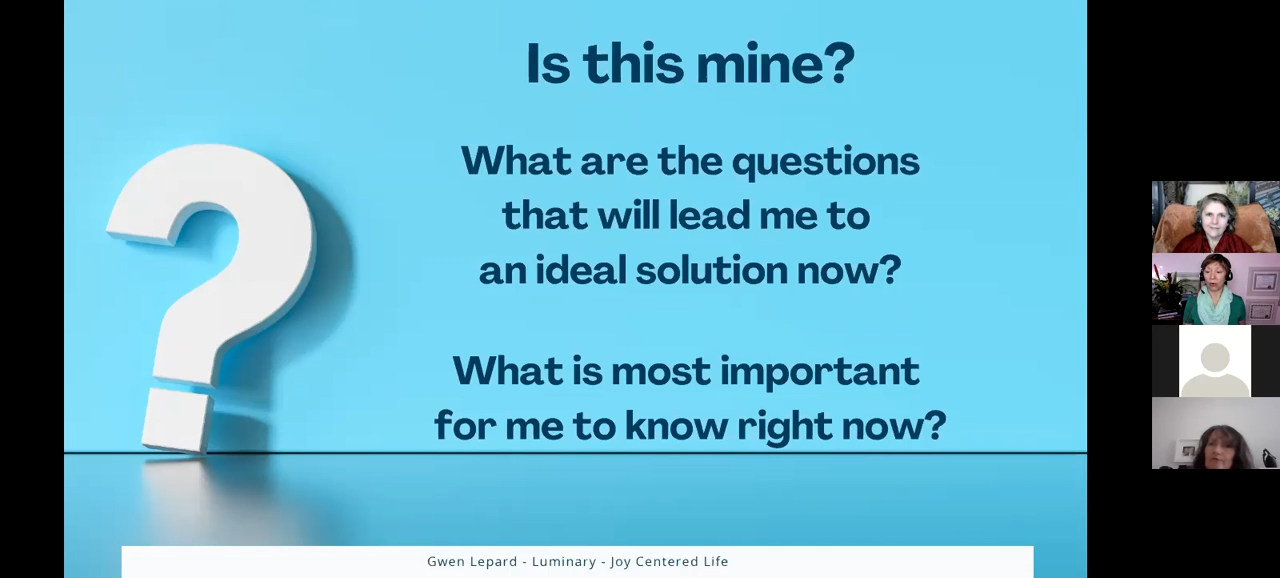 Is this mine?
What are the questions
that will lead me to
an ideal solution now?
What is most important
for me to know right now?
Gwen Lepard - Luminary - Joy Centered Life